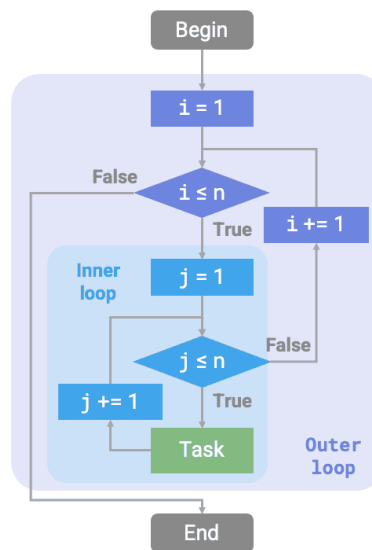 Begin
i = 1
False
i ≤ n
True
i += 1
Inner
loop
j = 1
j ≤ n
False
True
j += 1
Task
Outer
loop
End